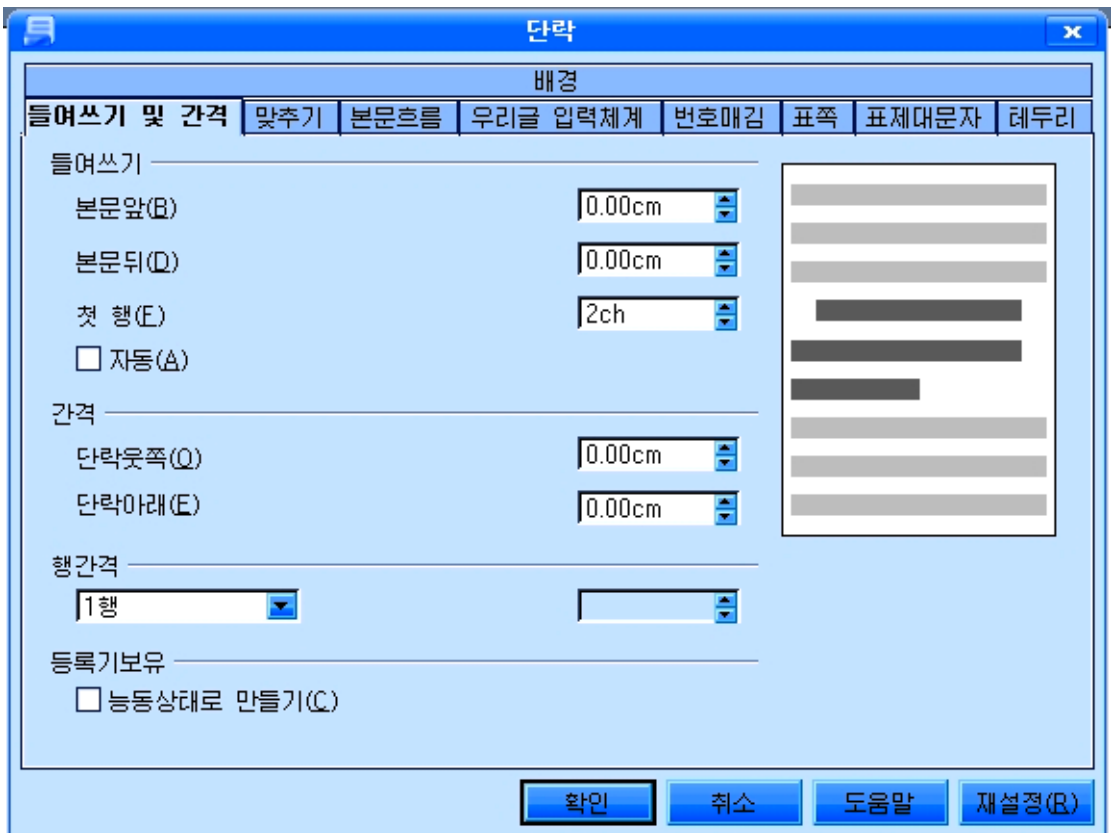 단락
배경
들여쓰기 및 간격 맞추기 본문흐름 우리글 입력체계 번호매김 표쪽 표제대문자 테두리
들여쓰기
본문앞(B) 0.00cm
본문뒤(D) 0.00cm
첫 행(F) 2ch
자동(A)
간격
단락웃쪽(O) 0.00cm
단락아래(E) 0.00cm
행간격
1행
등록기보유
능동상태로 만들기(C)
확인 취소 도움말 재설정(R)